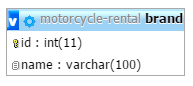 v motorcycle-rental brand
id : int(11)
name : varchar(100)